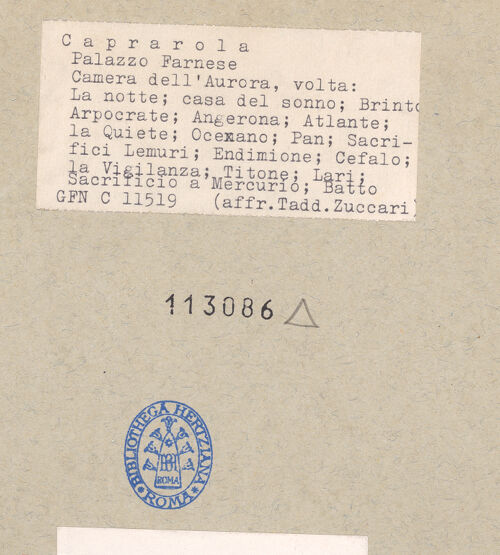 C a p r a r o l a
Palazzo Farnese
Camera dell'Aurora, volta:
La notte; casa del sonno; Brinto
Arpocrate; Angerona; Atlante;
la Quiete; Ocexano; Pan; Sacri-
fici Lemuri; Endimione; Cefalo;
la Vigilanza; Titone; Lari;
Sacrificio a Mercurio; Batto
GFN C 11519 (affr.Tadd.Zuccari)
113086
BIBLIOTHECA HERTZIANA
BH
ROMA
ROMA